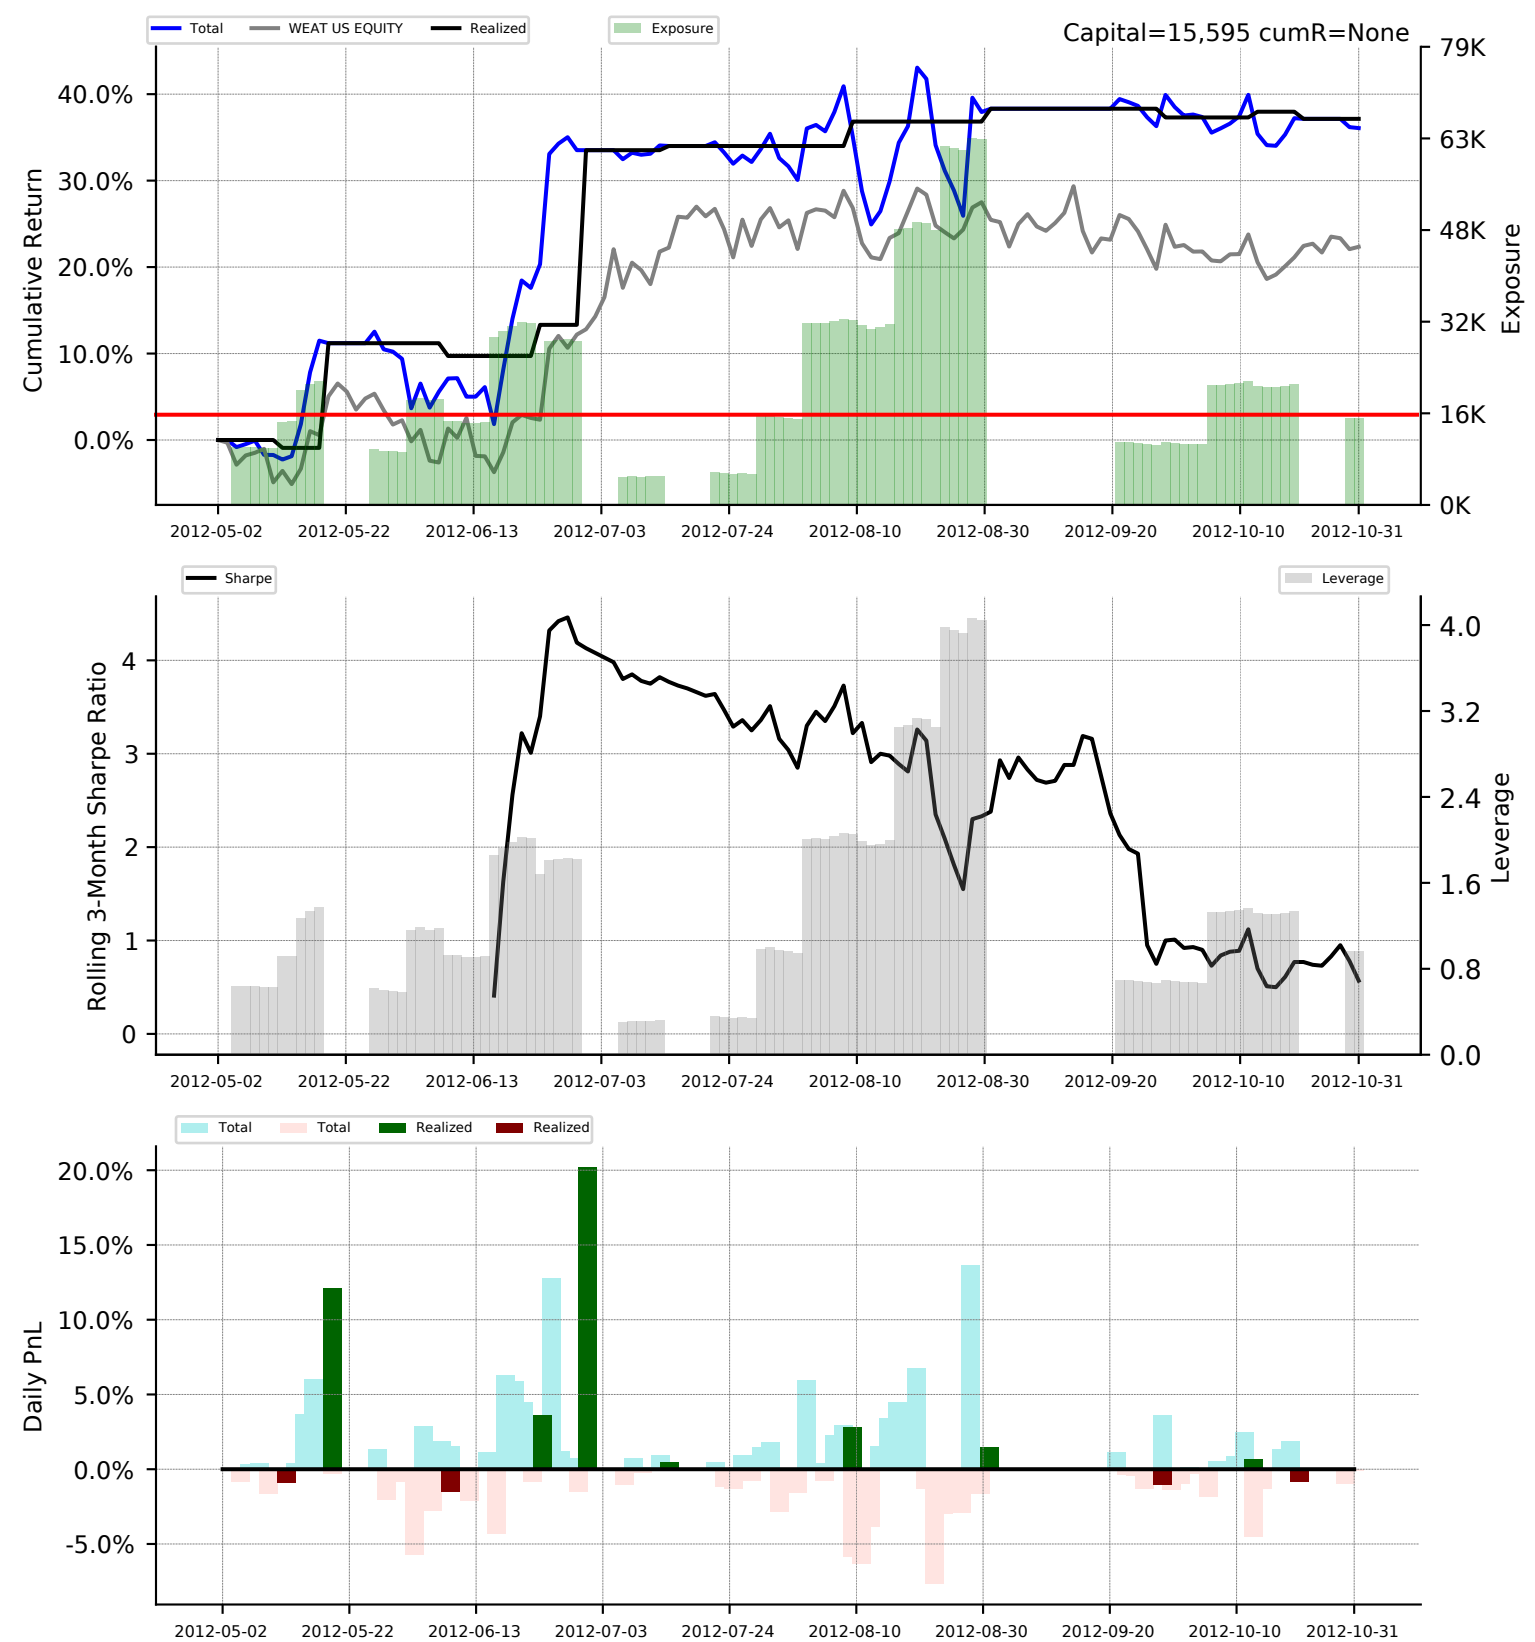 Total WEAT US EQUITY Realized Exposure
Capital=15,595 cumR=None
Cumulative Return
40.0%
30.0%
20.0%
10.0%
0.0%
79K
63K
48K
32K
16K
0K
Exposure
2012-05-02 2012-05-22 2012-06-13 2012-07-03 2012-07-24 2012-08-10 2012-08-30 2012-09-20 2012-10-10 2012-10-31
Sharpe Leverage
Rolling 3-Month Sharpe Ratio
4
3
2
1
0
4.0
3.2
2.4
1.6
0.8
0.0
Leverage
2012-05-02 2012-05-22 2012-06-13 2012-07-03 2012-07-24 2012-08-10 2012-08-30 2012-09-20 2012-10-10 2012-10-31
Total Total Realized Realized
Daily PnL
20.0%
15.0%
10.0%
5.0%
0.0%
-5.0%
2012-05-02 2012-05-22 2012-06-13 2012-07-03 2012-07-24 2012-08-10 2012-08-30 2012-09-20 2012-10-10 2012-10-31